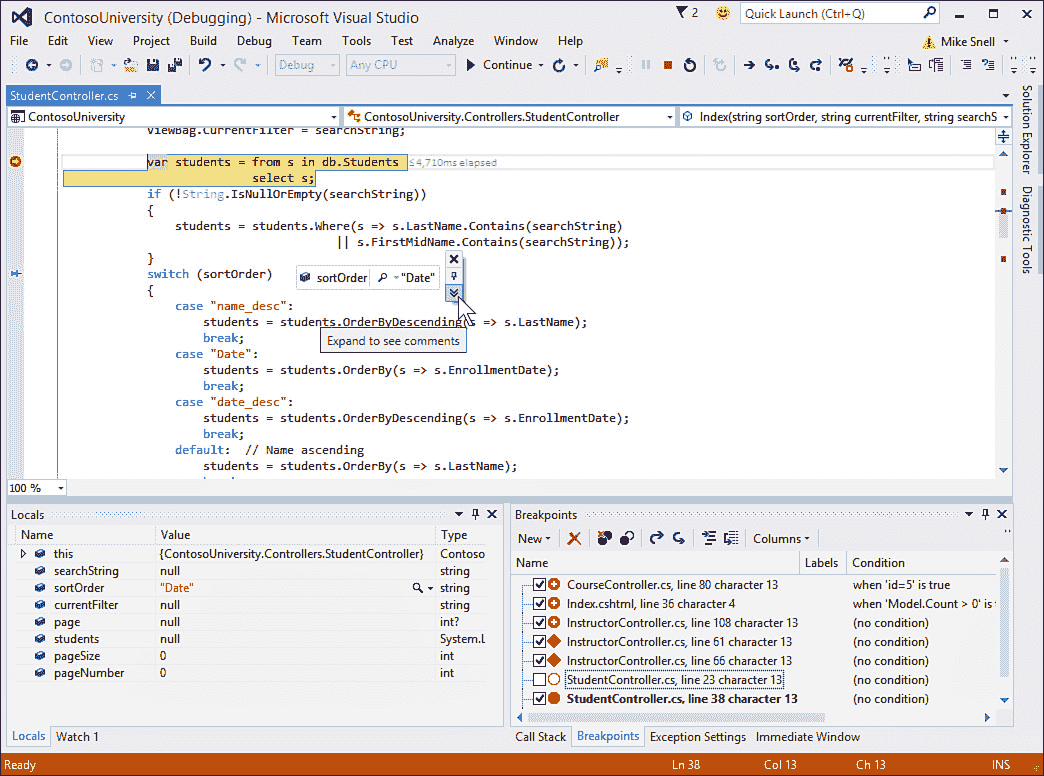 ContosoUniversity (Debugging) - Microsoft Visual Studio
2
Quick Launch (Ctrl+Q)
File Edit View Project Build Debug Team Tools Test Analyze Window Help
Mike Snell
Debug Any CPU Continue
StudentController.cs
ContosoUniversity ContosoUniversity.Controllers.StudentController Index(string sortOrder, string currentFilter, string searchS
ViewBag.CurrentFilter = searchString;
var students = from s in db.Students ≤4,710ms elapsed
select s;
if (!String.IsNullOrEmpty(searchString))
{
students = students.Where(s => s.LastName.Contains(searchString)
|| s.FirstMidName.Contains(searchString));
}
switch (sortOrder) sortOrder "Date"
{
case "name_desc":
students = students.OrderByDescending(s => s.LastName);
break;
Expand to see comments
case "Date":
students = students.OrderBy(s => s.EnrollmentDate);
break;
case "date_desc":
students = students.OrderByDescending(s => s.EnrollmentDate);
break;
default: // Name ascending
students = students.OrderBy(s => s.LastName);
100 %
Solution Explorer
Diagnostic Tools
Locals
Name Value Type
this {ContosoUniversity.Controllers.StudentController} Contoso
searchString null string
sortOrder "Date" string
currentFilter null string
page null int?
students null System.L
pageSize 0 int
pageNumber 0 int
Locals Watch 1
Breakpoints
New Columns
Name Labels Condition
CourseController.cs, line 80 character 13 when 'id=5' is true
Index.cshtml, line 36 character 4 when 'Model.Count > 0' is
InstructorController.cs, line 108 character 13 (no condition)
InstructorController.cs, line 61 character 13 (no condition)
InstructorController.cs, line 66 character 13 (no condition)
StudentController.cs, line 23 character 13 (no condition)
StudentController.cs, line 38 character 13 (no condition)
Call Stack Breakpoints Exception Settings Immediate Window
Ready Ln 38 Col 13 Ch 13 INS